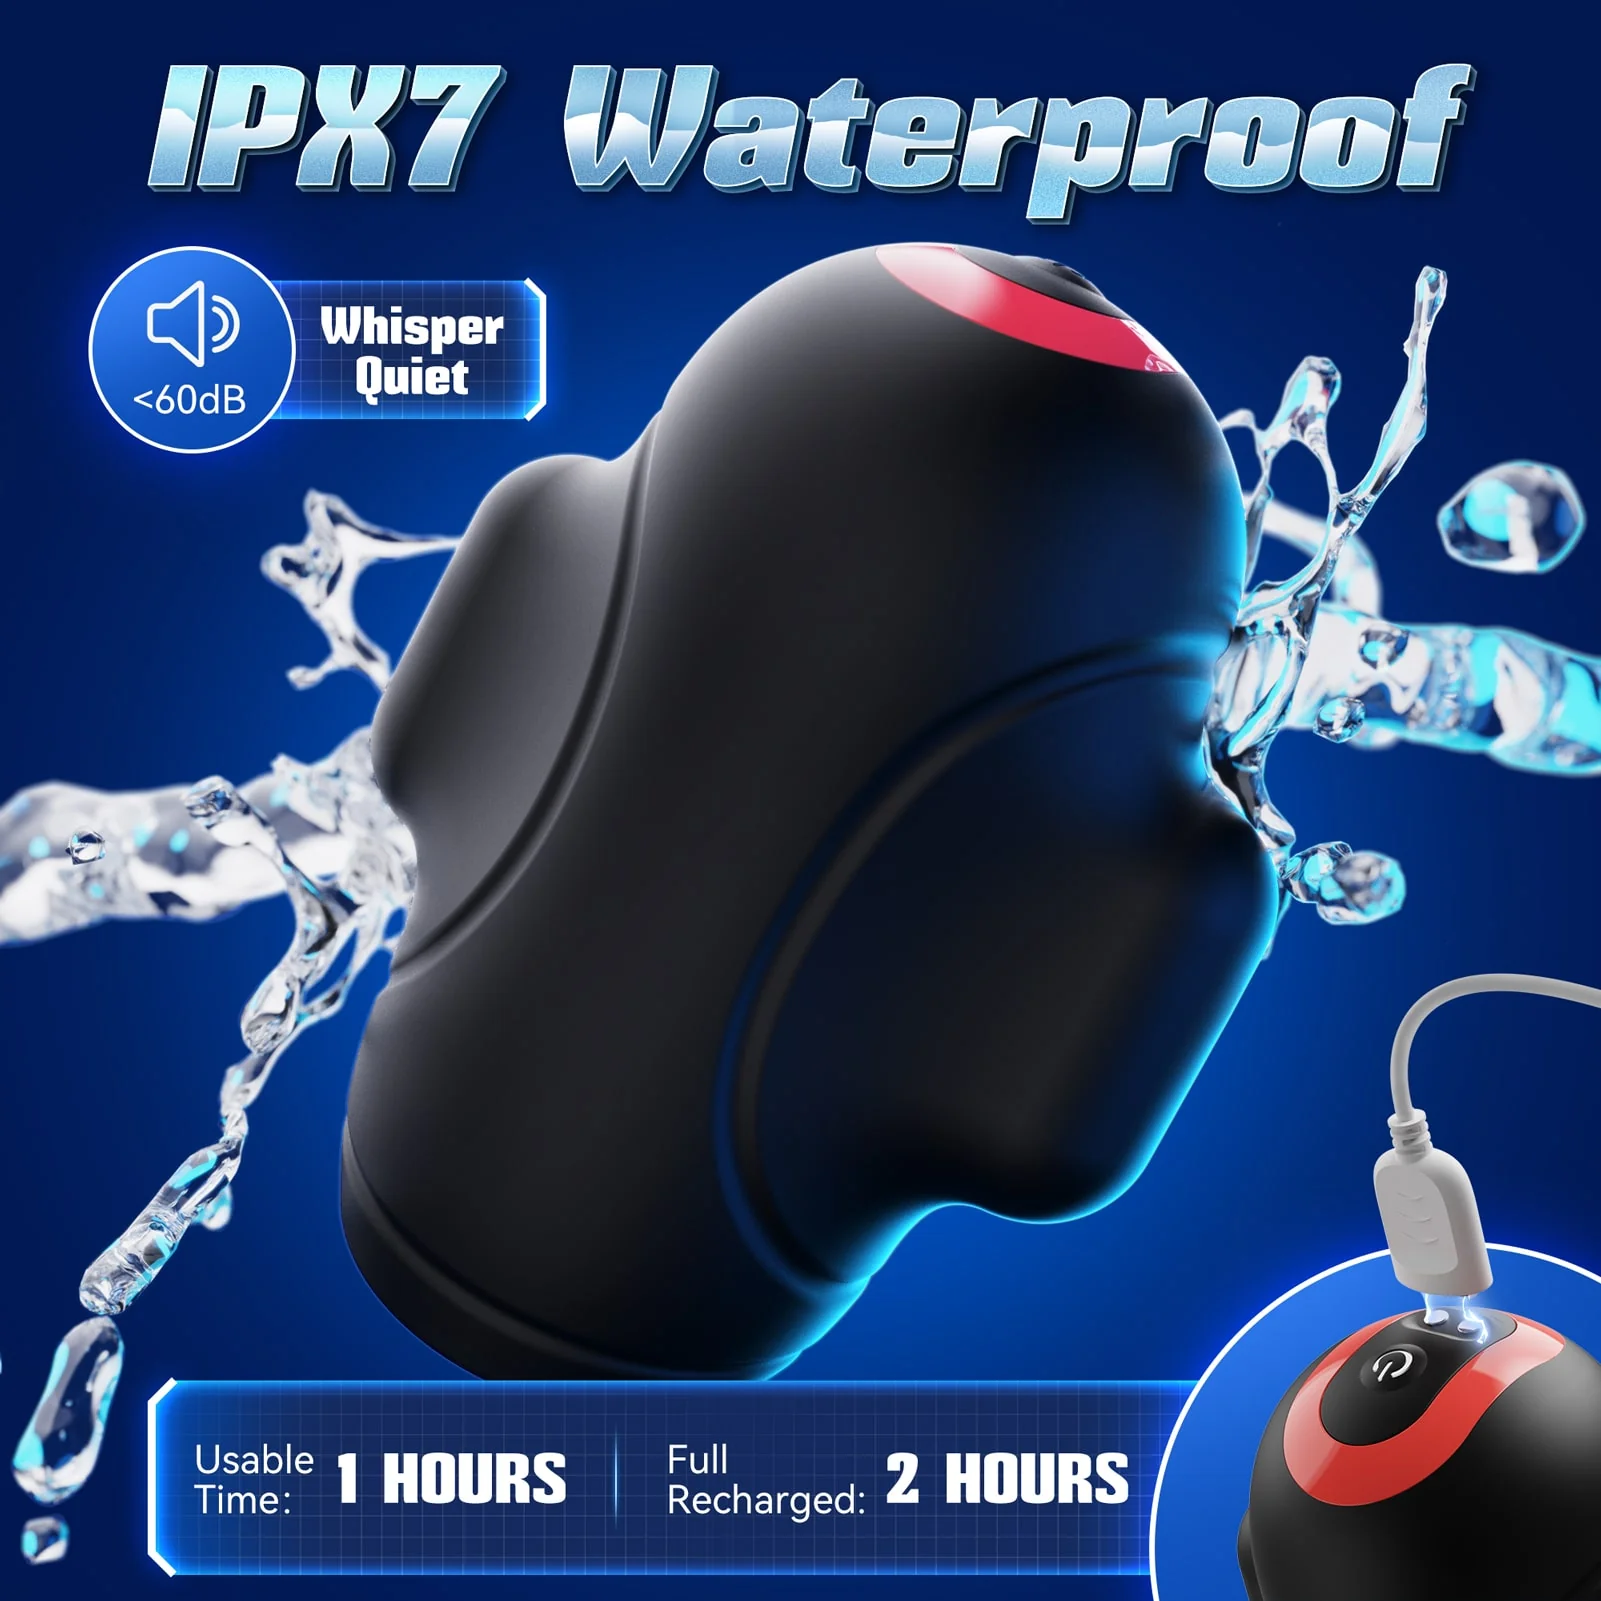 IPX7 Waterproof
<60dB
Whisper
Quiet
Usable
Time:
1 HOURS
Full
Recharged:
2 HOURS